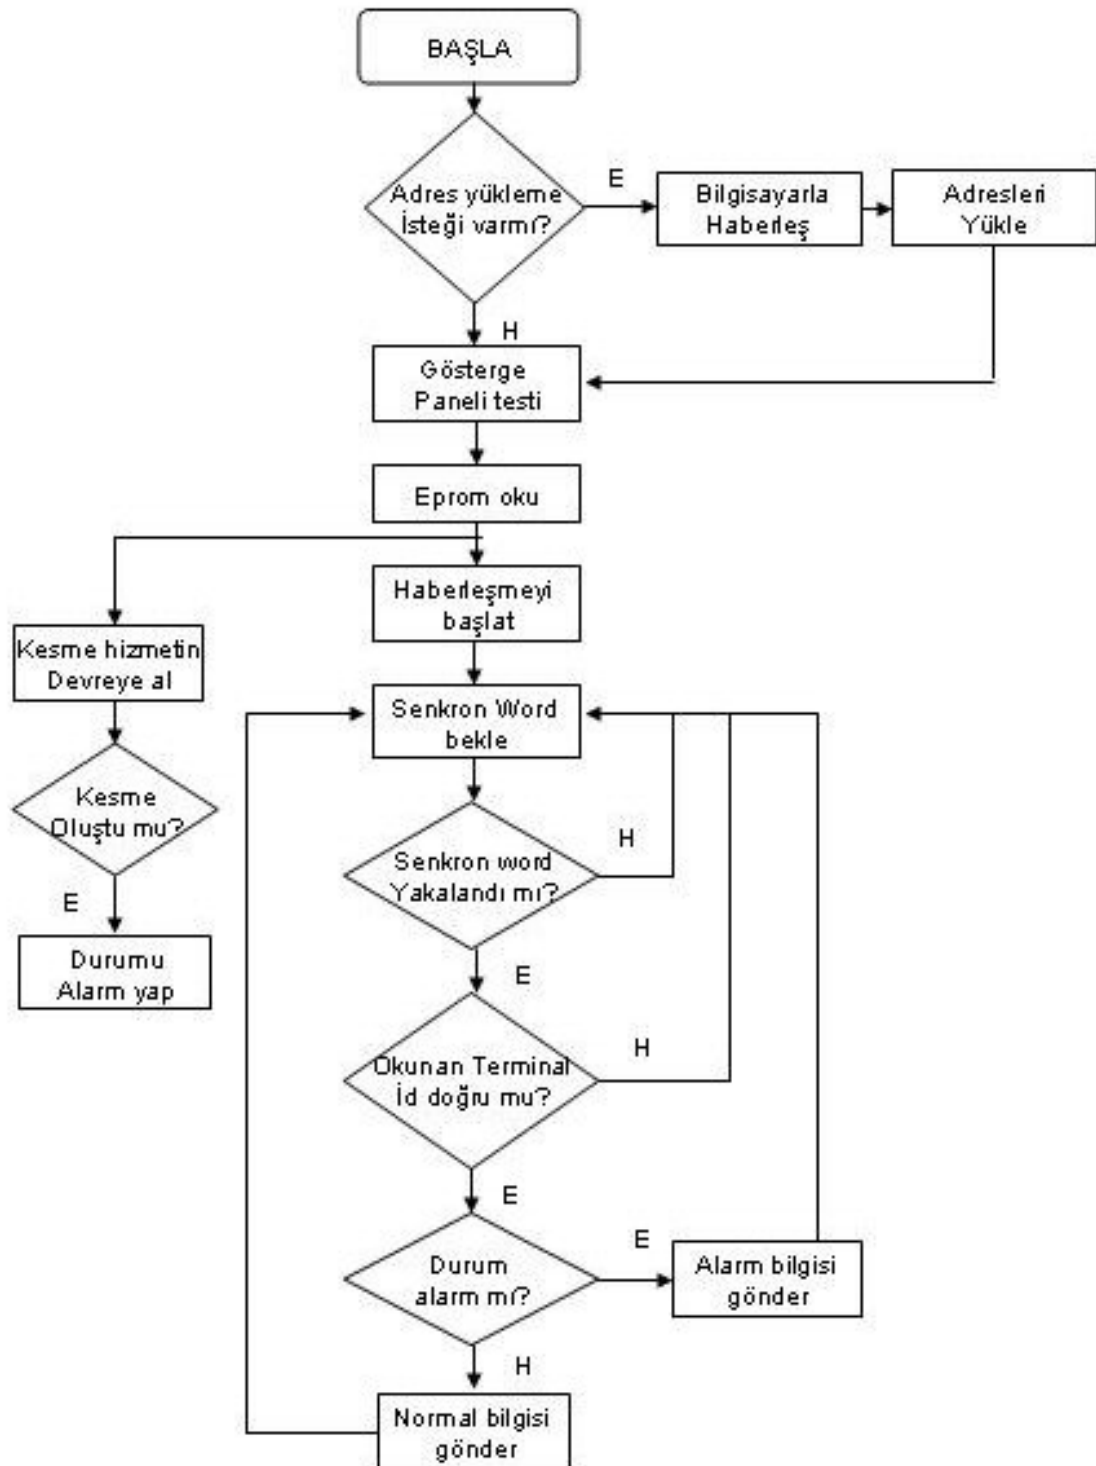 BAŞLA
Adres yükleme
İsteği varmı?
E
Bilgisayarla
Haberleş
Adresleri
Yükle
H
Gösterge
Paneli testi
Eprom oku
Haberleşmeyi
başlat
Kesme hizmetin
Devreye al
Senkron Word
bekle
Kesme
Oluştu mu?
H
Senkron word
Yakalandı mı?
E
Durumu
Alarm yap
E
H
Okunan Terminal
İd doğru mu?
E
E
Durum
alarm mı?
Alarm bilgisi
gönder
H
Normal bilgisi
gönder